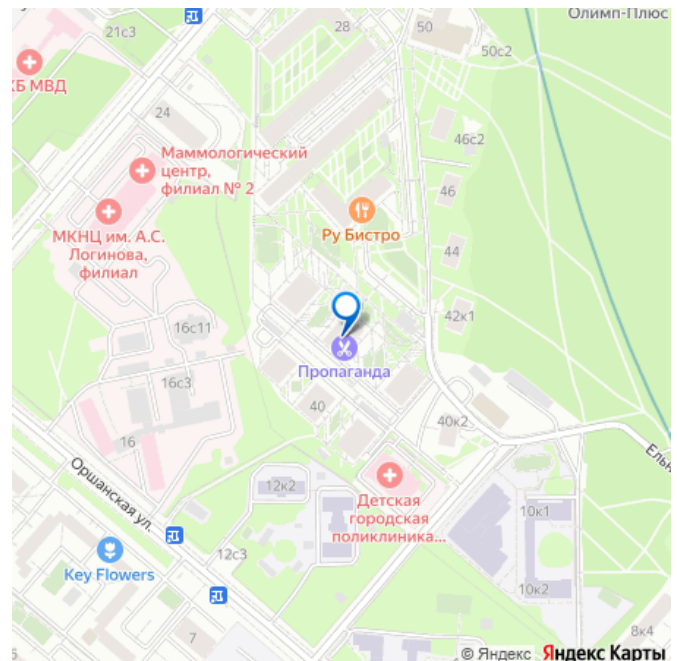 Олимп-Плюс
21с3
28
50
50с2
КБ МВД
24
46с2
Маммологический
центр,
филиал № 2
46
МКНЦ им. А.С.
Логинова,
филиал
Ру Бистро
44
42к1
16с11
16с3
Пропаганда
40
40к2
16
Оршанская ул.
12к2
Детская
городская
поликлиника...
Ельн
10к1
12с3
Key Flowers
10к2
7
8к4
© Яндекс Яндекс Карты